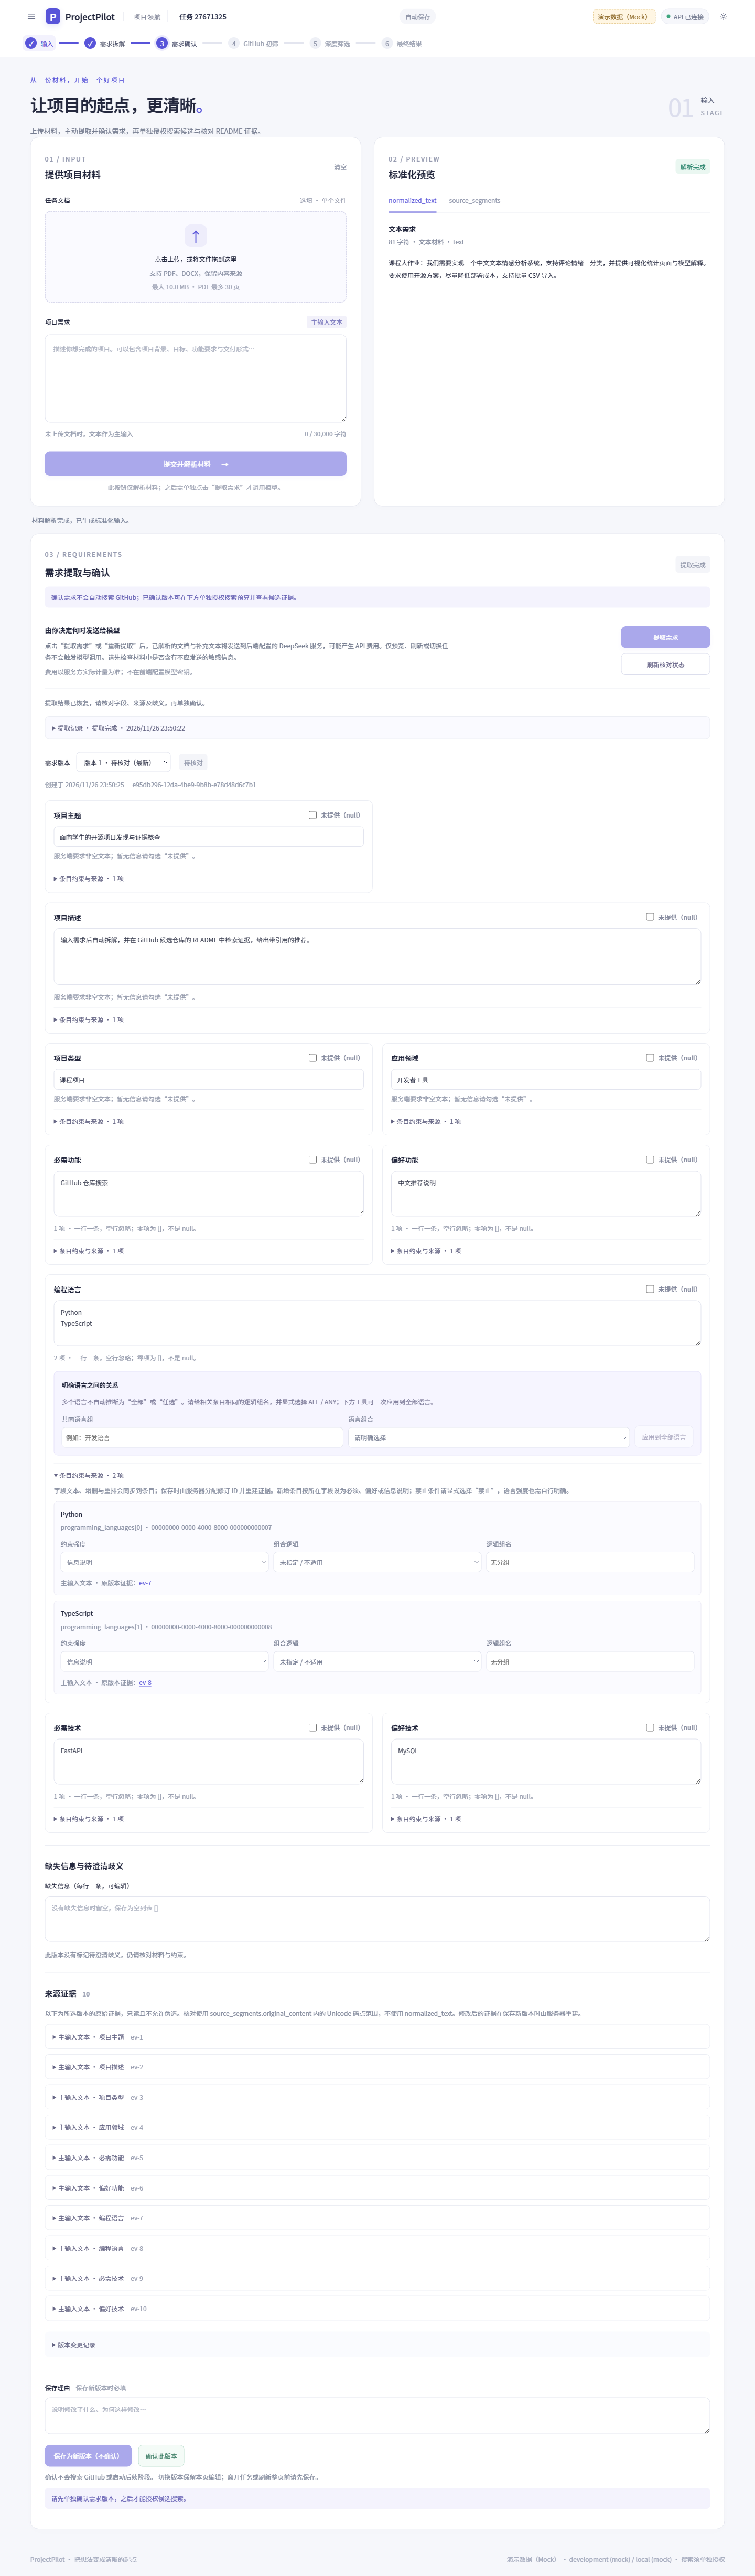 P ProjectPilot 项目领航 任务 27671325 自动保存 演示数据（Mock） API 已连接
✓ 输入 ✓ 需求拆解 3 需求确认 4 GitHub 初筛 5 深度筛选 6 最终结果
从一份材料，开始一个好项目
让项目的起点，更清晰。
01 输入
STAGE
上传材料，主动提取并确认需求，再单独授权搜索候选与核对 README 证据。
01 / INPUT
提供项目材料
清空
任务文档 选填 · 单个文件
点击上传，或将文件拖到这里
支持 PDF、DOCX，保留内容来源
最大 10.0 MB · PDF 最多 30 页
项目需求 主输入文本
描述你想完成的项目。可以包含项目背景、目标、功能要求与交付形式…
未上传文档时，文本作为主输入 0 / 30,000 字符
提交并解析材料 →
此按钮仅解析材料；之后需单独点击“提取需求”才调用模型。
02 / PREVIEW
标准化预览
解析完成
normalized_text source_segments
文本需求
81 字符 · 文本材料 · text
课程大作业：我们需要实现一个中文文本情感分析系统，支持评论情绪三分类，并提供可视化统计页面与模型解释。
要求使用开源方案，尽量降低部署成本，支持批量 CSV 导入。
材料解析完成，已生成标准化输入。
03 / REQUIREMENTS
需求提取与确认
提取完成
确认需求不会自动搜索 GitHub；已确认版本可在下方单独授权搜索预算并查看候选证据。
由你决定何时发送给模型
点击“提取需求”或“重新提取”后，已解析的文档与补充文本将发送到后端配置的 DeepSeek 服务，可能产生 API 费用。仅预览、刷新或切换任
务不会触发模型调用。请先检查材料中是否含有不应发送的敏感信息。
费用以服务方实际计量为准；不在前端配置模型密钥。
提取需求
刷新核对状态
提取结果已恢复，请核对字段、来源及歧义，再单独确认。
▶ 提取记录 · 提取完成 · 2026/11/26 23:50:22
需求版本 版本 1 · 待核对（最新） 待核对
创建于 2026/11/26 23:50:25 e95db296-12da-4be9-9b8b-e78d48d6c7b1
项目主题 未提供（null）
面向学生的开源项目发现与证据核查
服务端要求非空文本；暂无信息请勾选“未提供”。
▶ 条目约束与来源 · 1 项
项目描述 未提供（null）
输入需求后自动拆解，并在 GitHub 候选仓库的 README 中检索证据，给出带引用的推荐。
服务端要求非空文本；暂无信息请勾选“未提供”。
▶ 条目约束与来源 · 1 项
项目类型 未提供（null）
课程项目
服务端要求非空文本；暂无信息请勾选“未提供”。
▶ 条目约束与来源 · 1 项
应用领域 未提供（null）
开发者工具
服务端要求非空文本；暂无信息请勾选“未提供”。
▶ 条目约束与来源 · 1 项
必需功能 未提供（null）
GitHub 仓库搜索
1 项 · 一行一条，空行忽略；零项为 []，不是 null。
▶ 条目约束与来源 · 1 项
偏好功能 未提供（null）
中文推荐说明
1 项 · 一行一条，空行忽略；零项为 []，不是 null。
▶ 条目约束与来源 · 1 项
编程语言 未提供（null）
Python
TypeScript
2 项 · 一行一条，空行忽略；零项为 []，不是 null。
明确语言之间的关系
多个语言不自动推断为“全部”或“任选”。请给相关条目相同的逻辑组名，并显式选择 ALL / ANY；下方工具可一次应用到全部语言。
共同语言组 语言组合
例如：开发语言 请明确选择 应用到全部语言
▼ 条目约束与来源 · 2 项
字段文本、增删与重排会同步到条目；保存时由服务器分配修订 ID 并重建证据。新增条目按所在字段设为必须、偏好或信息说明；禁止条件请显式选择“禁止”，语言强度也需自行明确。
Python
programming_languages[0] · 00000000-0000-4000-8000-000000000007
约束强度 组合逻辑 逻辑组名
信息说明 未指定 / 不适用 无分组
主输入文本 · 原版本证据：ev-7
TypeScript
programming_languages[1] · 00000000-0000-4000-8000-000000000008
约束强度 组合逻辑 逻辑组名
信息说明 未指定 / 不适用 无分组
主输入文本 · 原版本证据：ev-8
必需技术 未提供（null）
FastAPI
1 项 · 一行一条，空行忽略；零项为 []，不是 null。
▶ 条目约束与来源 · 1 项
偏好技术 未提供（null）
MySQL
1 项 · 一行一条，空行忽略；零项为 []，不是 null。
▶ 条目约束与来源 · 1 项
缺失信息与待澄清歧义
缺失信息（每行一条，可编辑）
没有缺失信息时留空，保存为空列表 []
此版本没有标记待澄清歧义，仍请核对材料与约束。
来源证据 10
以下为所选版本的原始证据，只读且不允许伪造。核对使用 source_segments.original_content 内的 Unicode 码点范围，不使用 normalized_text。修改后的证据在保存新版本时由服务器重建。
▶ 主输入文本 · 项目主题 ev-1
▶ 主输入文本 · 项目描述 ev-2
▶ 主输入文本 · 项目类型 ev-3
▶ 主输入文本 · 应用领域 ev-4
▶ 主输入文本 · 必需功能 ev-5
▶ 主输入文本 · 偏好功能 ev-6
▶ 主输入文本 · 编程语言 ev-7
▶ 主输入文本 · 编程语言 ev-8
▶ 主输入文本 · 必需技术 ev-9
▶ 主输入文本 · 偏好技术 ev-10
▶ 版本变更记录
保存理由 保存新版本时必填
说明修改了什么、为何这样修改…
保存为新版本（不确认） 确认此版本
确认不会搜索 GitHub 或启动后续阶段。 切换版本保留本页编辑；离开任务或刷新整页前请先保存。
请先单独确认需求版本，之后才能授权候选搜索。
ProjectPilot · 把想法变成清晰的起点 演示数据（Mock） · development (mock) / local (mock) · 搜索须单独授权